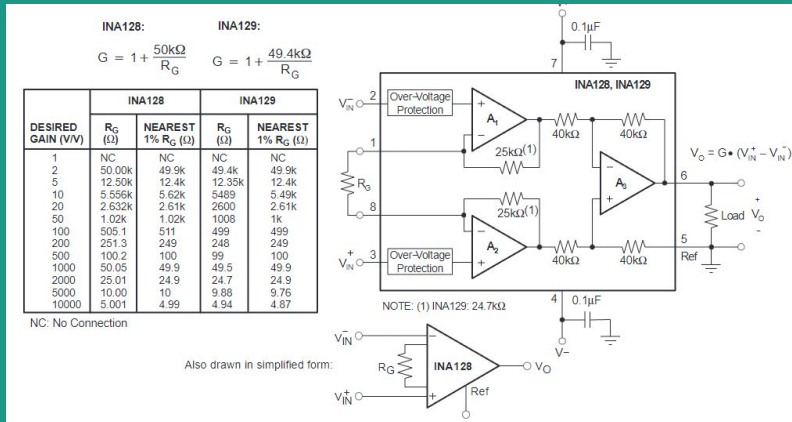 INA128:
INA129:
G = 1+ 50kΩ / RG
G = 1+ 49.4kΩ / RG
INA128 INA129
DESIRED GAIN (V/V) RG (Ω) NEAREST 1% RG (Ω) RG (Ω) NEAREST 1% RG (Ω)
1 NC NC NC NC
2 50.00k 49.9k 49.4k 49.9k
5 12.50k 12.4k 12.35k 12.4k
10 5.556k 5.62k 5489 5.49k
20 2.632k 2.61k 2600 2.61k
50 1.02k 1.02k 1008 1k
100 505.1 511 499 499
200 251.3 249 248 249
500 100.2 100 99 100
1000 50.05 49.9 49.5 49.9
2000 25.01 24.9 24.7 24.9
5000 10.00 10 9.88 9.76
10000 5.001 4.99 4.94 4.87
NC: No Connection
0.1µF
7
INA128, INA129
V−IN 2 Over-Voltage
Protection
+
A1
-
40kΩ
40kΩ
1
25kΩ(1)
VO = G• (V+IN − V−IN)
RG
-
A3
+
6
+
8
25kΩ(1)
Load VO
-
A2
+
-
5
V+IN 3 Over-Voltage
Protection
40kΩ
40kΩ
Ref
4
0.1µF
NOTE: (1) INA129: 24.7kΩ
V−
V−IN
−
Also drawn in simplified form:
RG
INA128
VO
V+IN
+
Ref